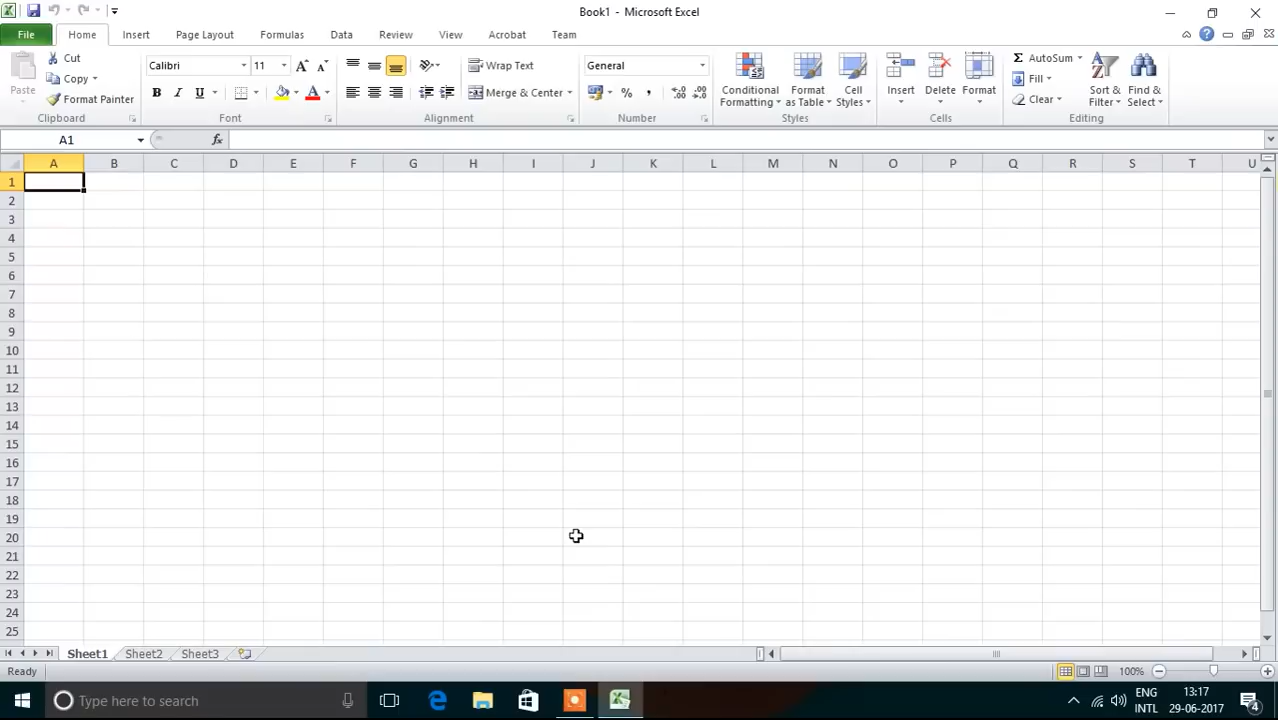 Book1 - Microsoft Excel
File Home Insert Page Layout Formulas Data Review View Acrobat Team
Paste Cut Copy Format Painter Clipboard
Calibri 11 B I U A Font
Wrap Text Merge & Center Alignment
General % , Number
Conditional Formatting Format as Table Cell Styles Styles
Insert Delete Format Cells
Σ AutoSum Fill Clear Sort & Filter Find & Select Editing
A1 fx
A B C D E F G H I J K L M N O P Q R S T U
1
2
3
4
5
6
7
8
9
10
11
12
13
14
15
16
17
18
19
20
21
22
23
24
25
Sheet1 Sheet2 Sheet3
Ready 100%
Type here to search ENG 13:17
INTL 29-06-2017 4